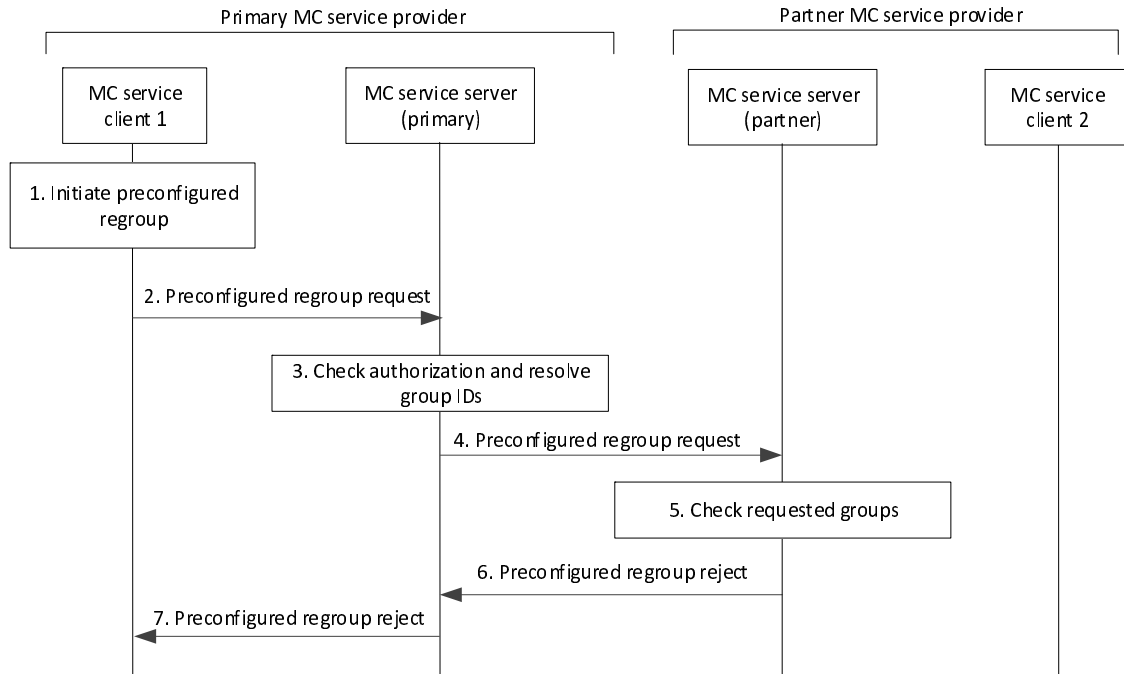 Primary MC service provider
Partner MC service provider
MC service
client 1
MC service server
(primary)
MC service server
(partner)
MC service
client 2
1. Initiate preconfigured
regroup
2. Preconfigured regroup request
3. Check authorization and resolve
group IDs
4. Preconfigured regroup request
5. Check requested groups
6. Preconfigured regroup reject
7. Preconfigured regroup reject